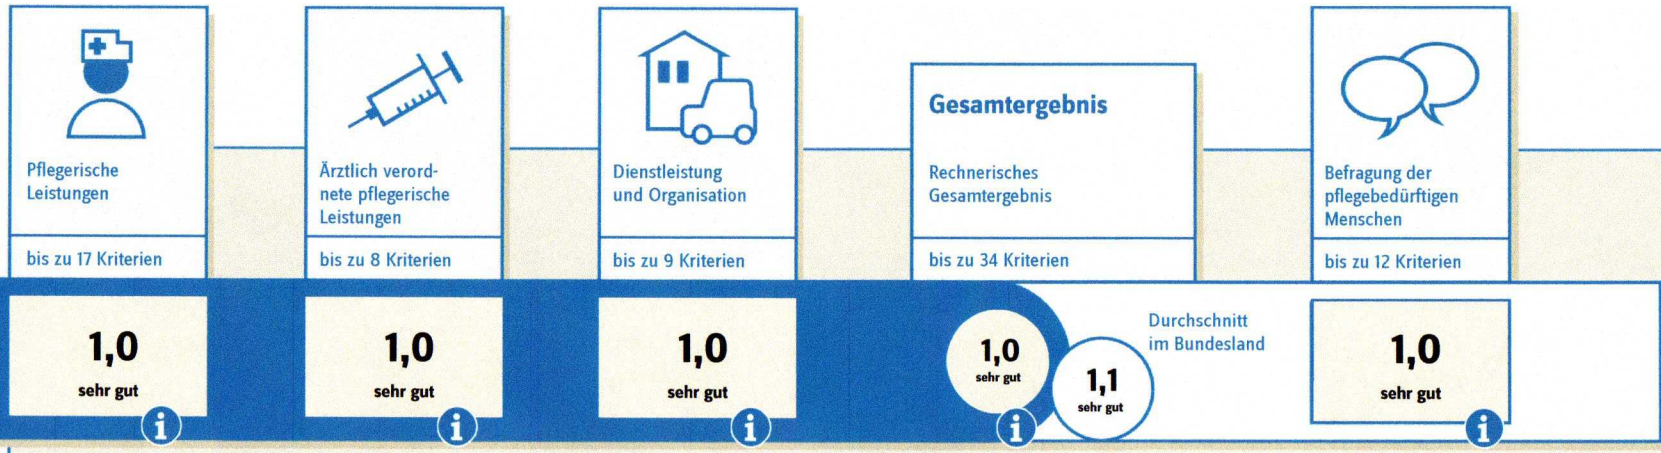 Pflegerische
Leistungen
bis zu 17 Kriterien
1,0
sehr gut
i
Ärztlich verord-
nete pflegerische
Leistungen
bis zu 8 Kriterien
1,0
sehr gut
i
Dienstleistung
und Organisation
bis zu 9 Kriterien
1,0
sehr gut
i
Gesamtergebnis
Rechnerisches
Gesamtergebnis
bis zu 34 Kriterien
1,0
sehr gut
i
Durchschnitt
im Bundesland
1,1
sehr gut
Befragung der
pflegebedürftigen
Menschen
bis zu 12 Kriterien
1,0
sehr gut
i